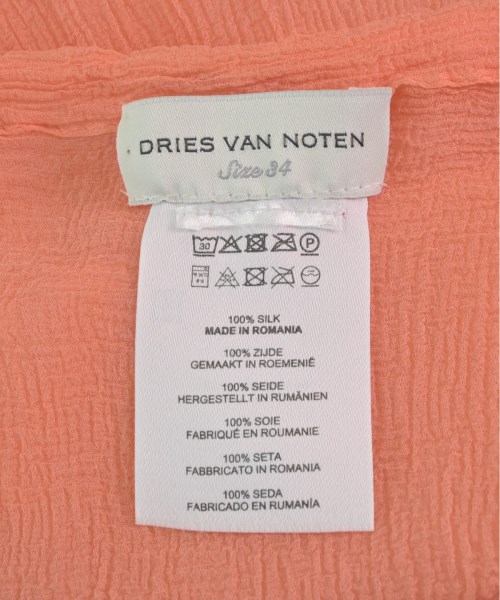 DRIES VAN NOTEN
Size 34
30 P
100% SILK
MADE IN ROMANIA
100% ZIJDE
GEMAAKT IN ROEMENIË
100% SEIDE
HERGESTELLT IN RUMÄNIEN
100% SOIE
FABRIQUÉ EN ROUMANIE
100% SETA
FABBRICATO IN ROMANIA
100% SEDA
FABRICADO EN RUMANÍA